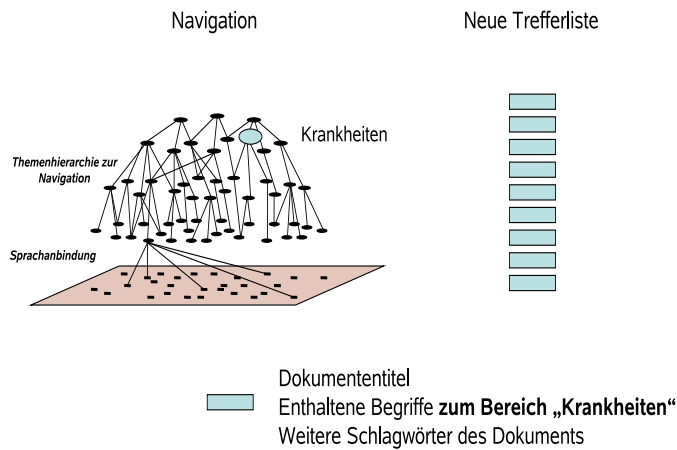 Navigation
Neue Trefferliste
Krankheiten
Themenhierarchie zur
Navigation
Sprachanbindung
Dokumententitel
Enthaltene Begriffe zum Bereich „Krankheiten“
Weitere Schlagwörter des Dokuments